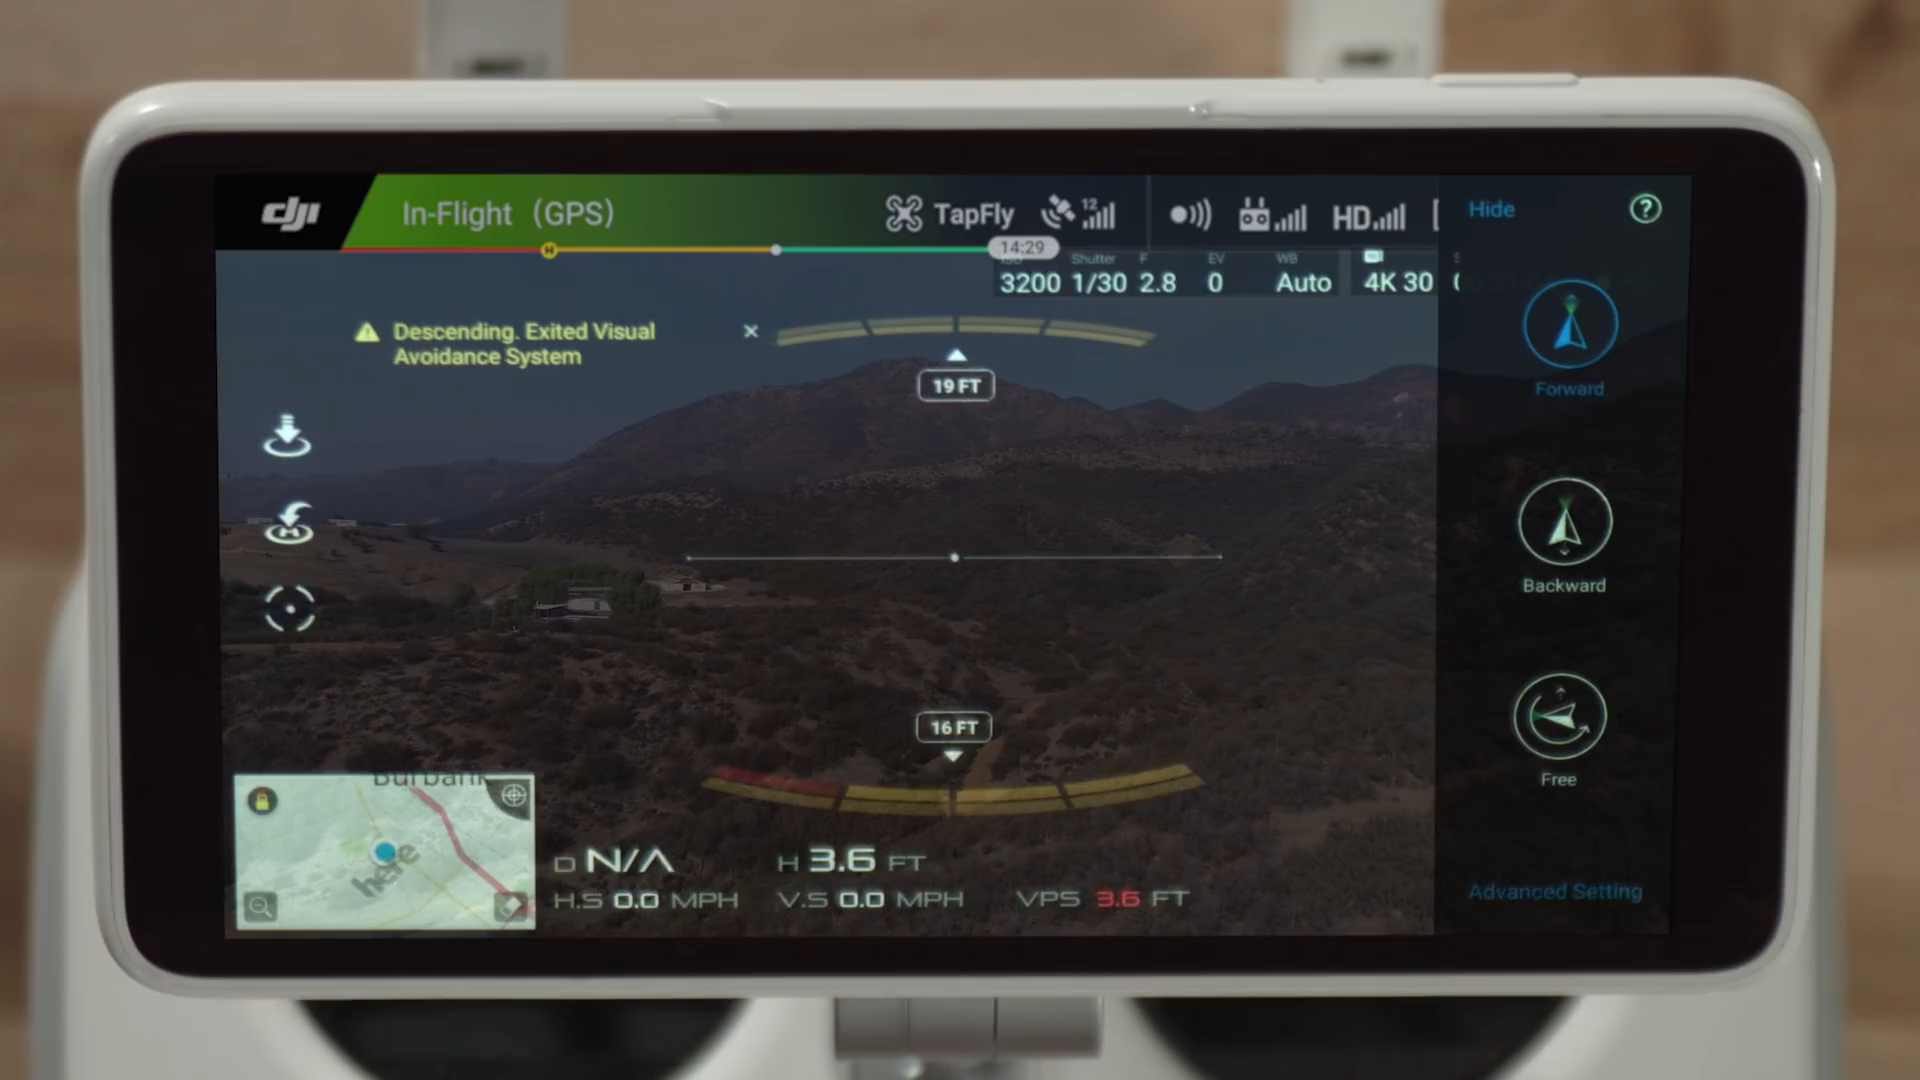 dji
In-Flight (GPS)
TapFly
12
HD
Hide
?
H
14:29
ISO Shutter F EV WB
3200 1/30 2.8 0 Auto 4K 30
Descending. Exited Visual
Avoidance System
19 FT
Forward
Backward
Free
16 FT
Burbank
here
D N/A H 3.6 FT
H.S 0.0 MPH V.S 0.0 MPH VPS 3.6 FT
Advanced Setting